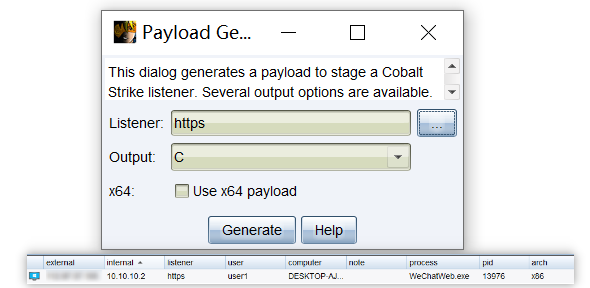 Payload Ge...
This dialog generates a payload to stage a Cobalt
Strike listener. Several output options are available.
Listener: https ...
Output: C
x64: Use x64 payload
Generate Help
external internal listener user computer note process pid arch
10.10.10.2 https user1 DESKTOP-AJ... WeChatWeb.exe 13976 x86